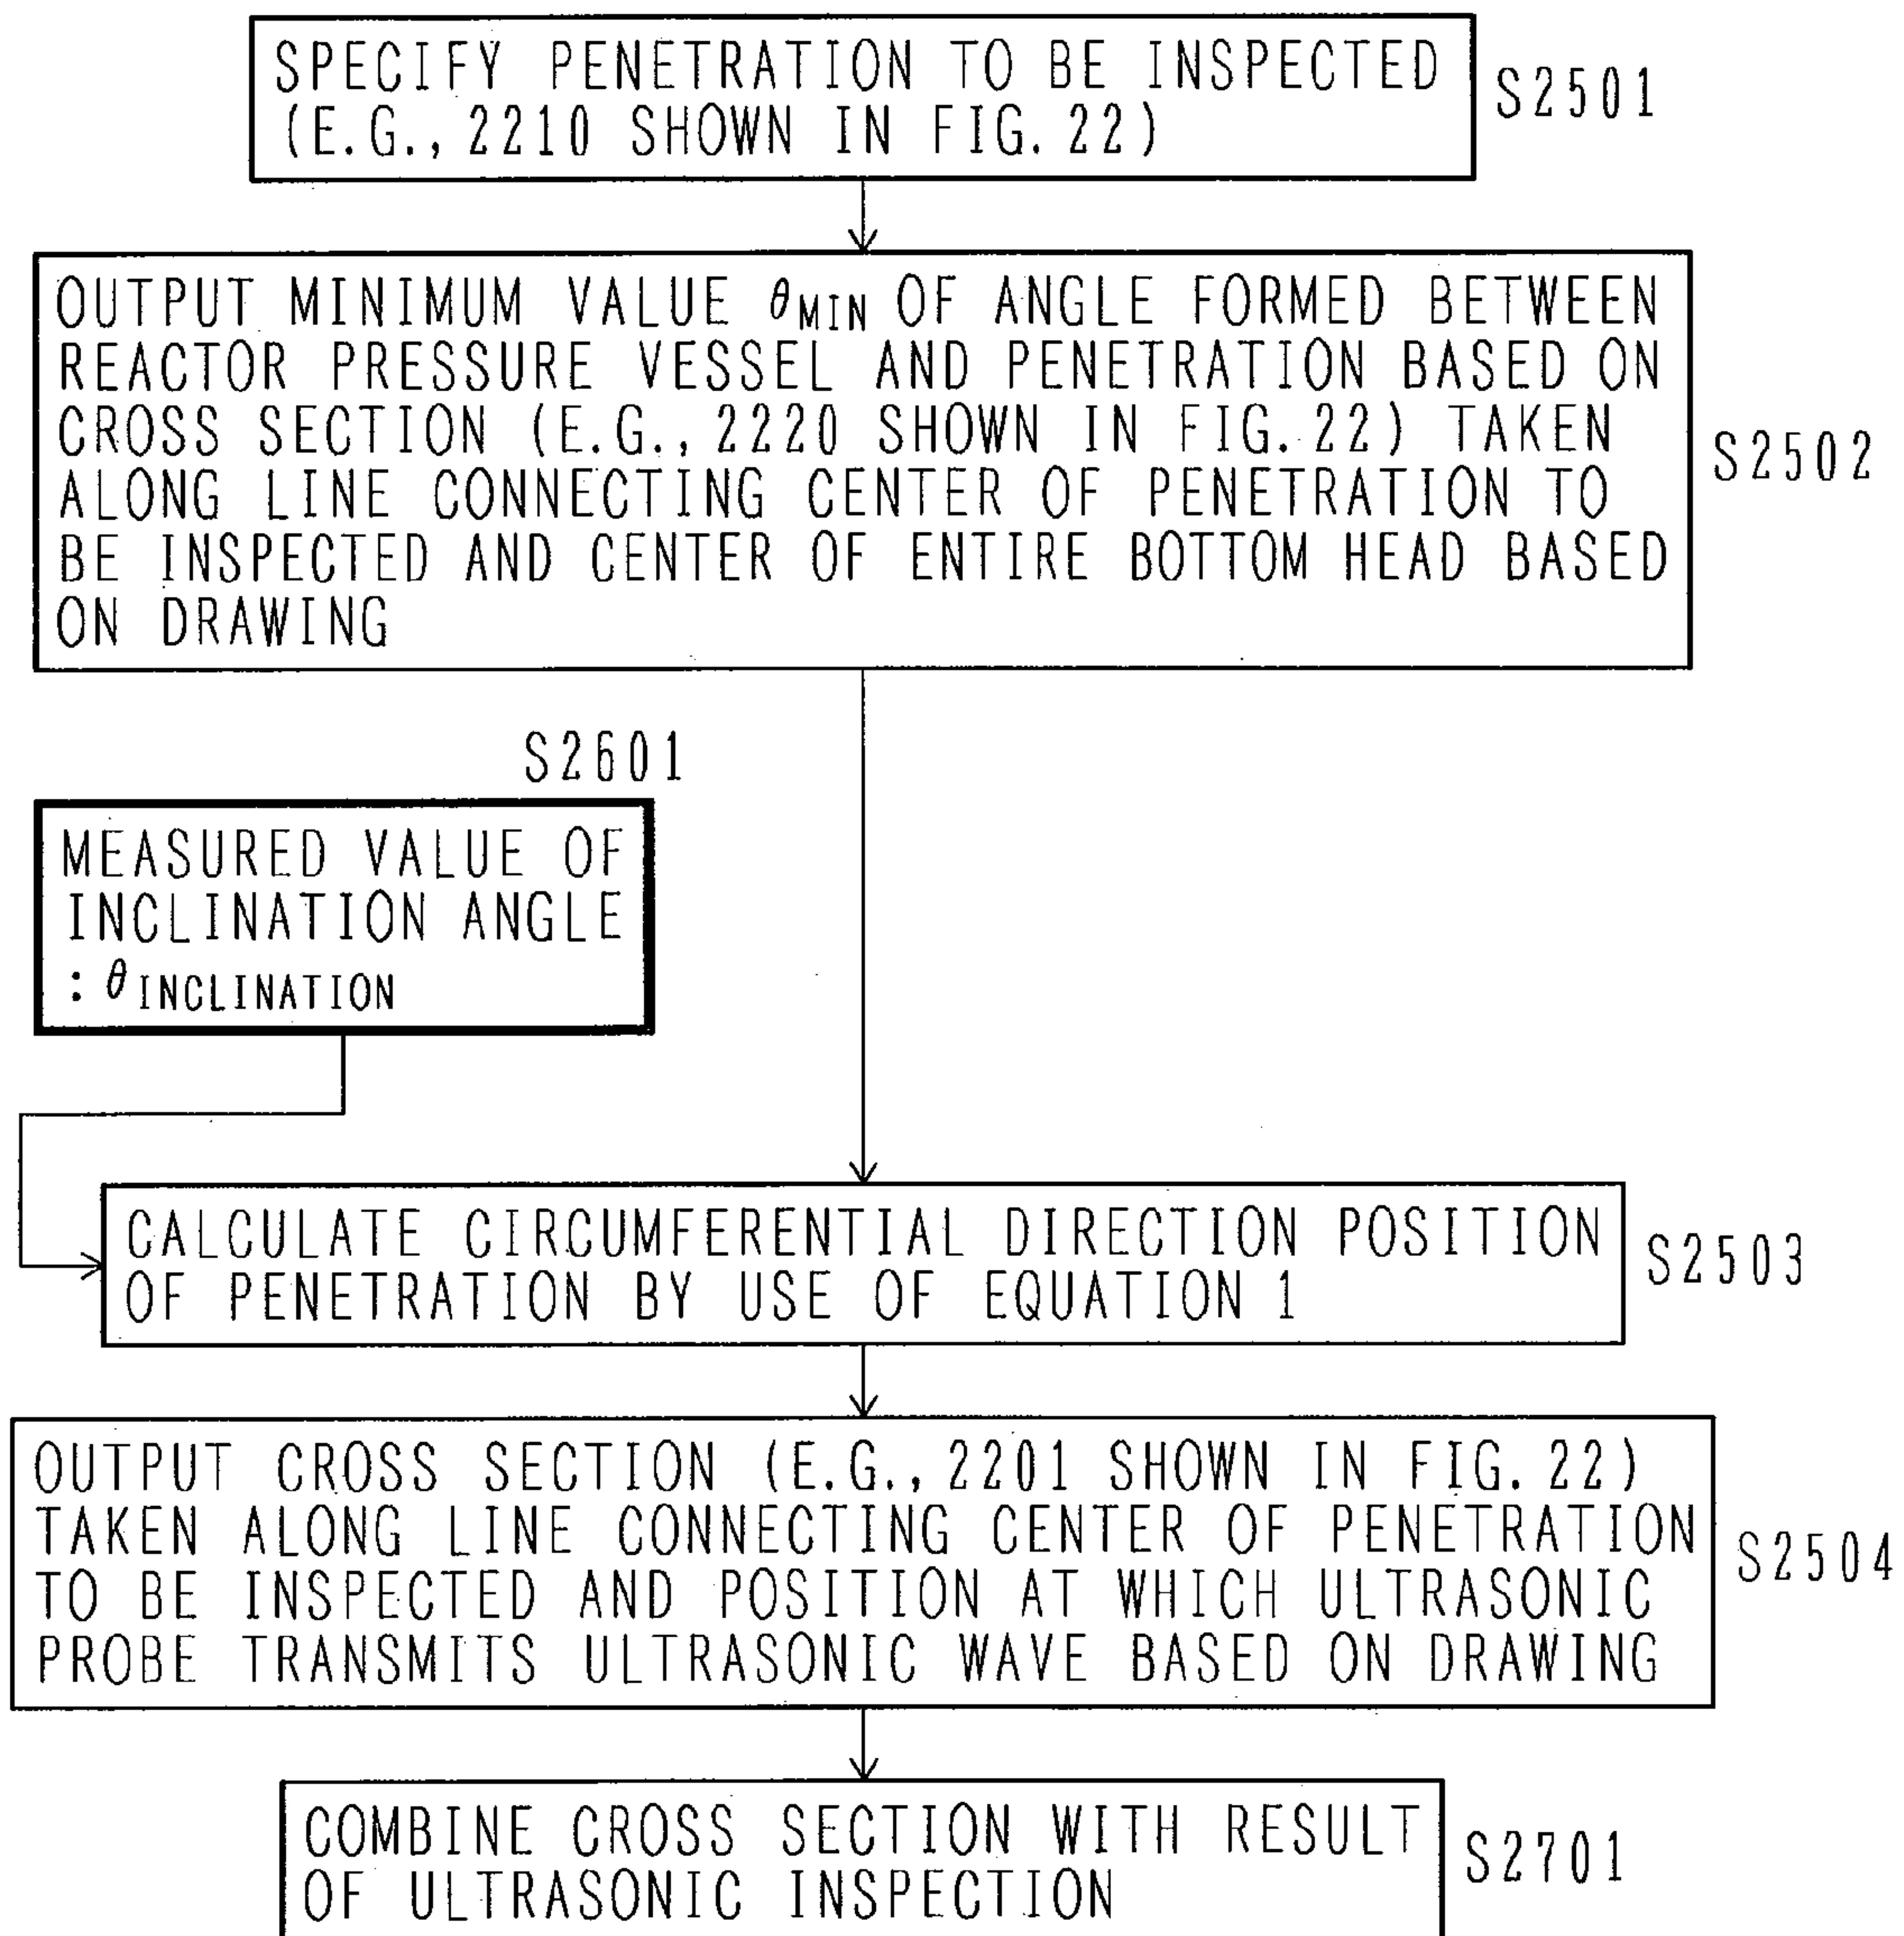 SPECIFY PENETRATION TO BE INSPECTED
(E.G., 2210 SHOWN IN FIG. 22)
S2501
OUTPUT MINIMUM VALUE θMIN OF ANGLE FORMED BETWEEN
REACTOR PRESSURE VESSEL AND PENETRATION BASED ON
CROSS SECTION (E.G., 2220 SHOWN IN FIG. 22) TAKEN
ALONG LINE CONNECTING CENTER OF PENETRATION TO
BE INSPECTED AND CENTER OF ENTIRE BOTTOM HEAD BASED
ON DRAWING
S2502
S2601
MEASURED VALUE OF
INCLINATION ANGLE
: θINCLINATION
CALCULATE CIRCUMFERENTIAL DIRECTION POSITION
OF PENETRATION BY USE OF EQUATION 1
S2503
OUTPUT CROSS SECTION (E.G., 2201 SHOWN IN FIG. 22)
TAKEN ALONG LINE CONNECTING CENTER OF PENETRATION
TO BE INSPECTED AND POSITION AT WHICH ULTRASONIC
PROBE TRANSMITS ULTRASONIC WAVE BASED ON DRAWING
S2504
COMBINE CROSS SECTION WITH RESULT
OF ULTRASONIC INSPECTION
S2701